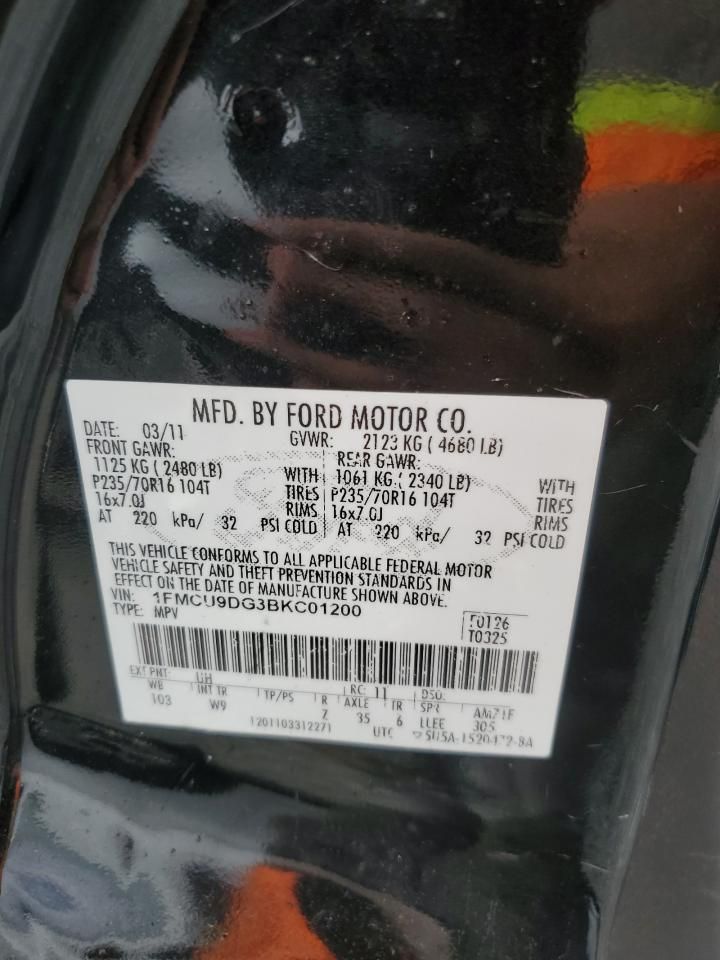 MFD. BY FORD MOTOR CO.
DATE: 03/11 GVWR: 2123 KG ( 4680 LB)
FRONT GAWR: REAR GAWR:
1125 KG ( 2480 LB) WITH 1061 KG ( 2340 LB) WITH
P235/70R16 104T TIRES P235/70R16 104T TIRES
16x7.0J RIMS 16x7.0J RIMS
AT 220 kPa/ 32 PSI COLD AT 220 kPa/ 32 PSI COLD
THIS VEHICLE CONFORMS TO ALL APPLICABLE FEDERAL MOTOR
VEHICLE SAFETY AND THEFT PREVENTION STANDARDS IN
EFFECT ON THE DATE OF MANUFACTURE SHOWN ABOVE.
VIN: 1FMCU9DG3BKC01200
TYPE: MPV
T0126
T0325
EXT PNT: UH RC: 11 DSO:
WB INT TR TP/PS R AXLE TR SPR
103 W9 Z 35 6 LLEE 305
1201103312271 UTC